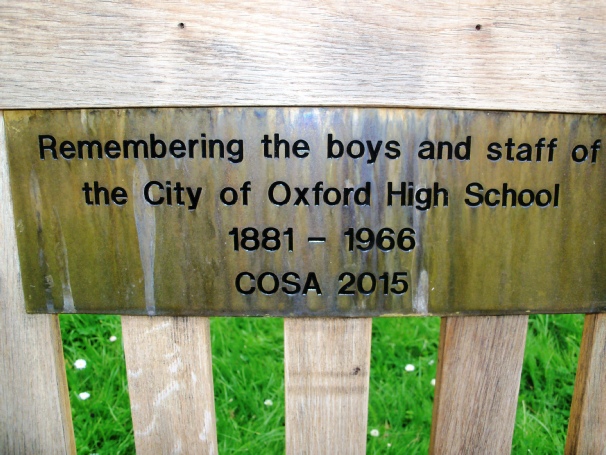 Remembering the boys and staff of
the City of Oxford High School
1881 – 1966
COSA 2015